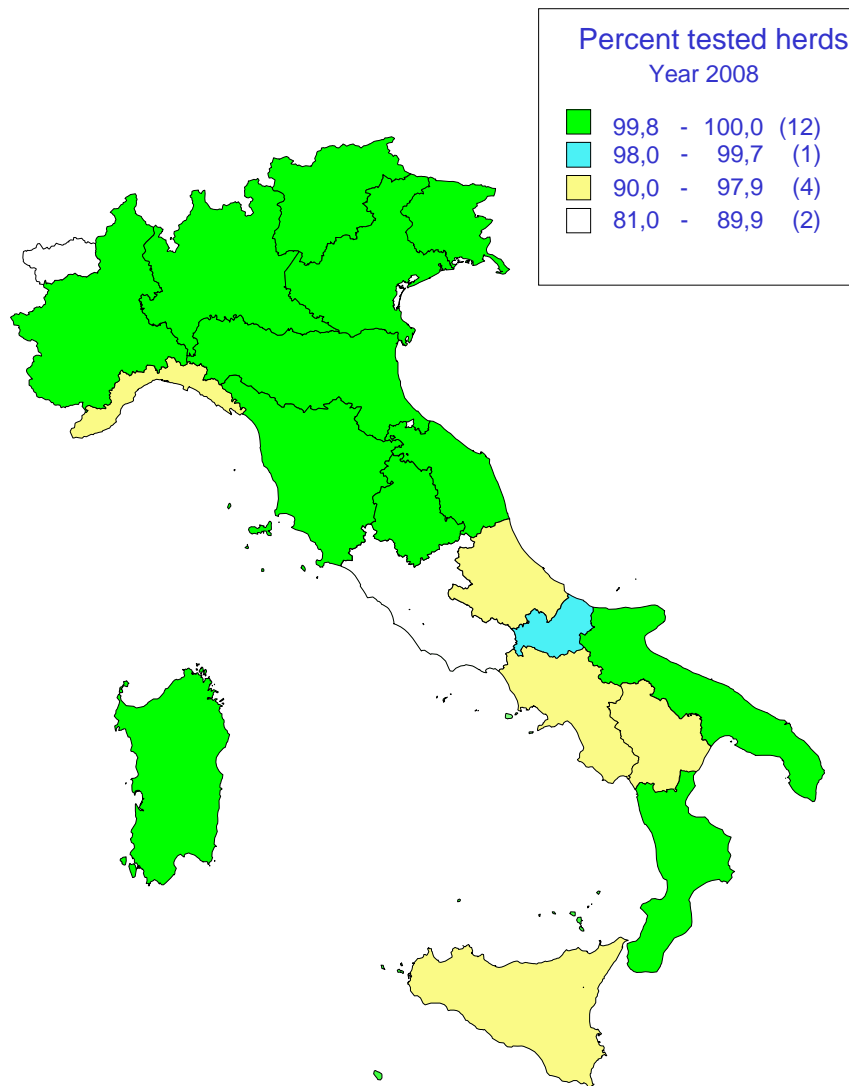 Percent tested herds
Year 2008
99,8 - 100,0 (12)
98,0 - 99,7 (1)
90,0 - 97,9 (4)
81,0 - 89,9 (2)